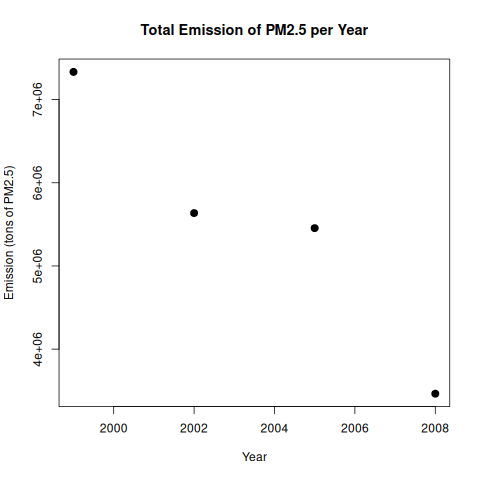 Total Emission of PM2.5 per Year
Emission (tons of PM2.5)
7e+06
6e+06
5e+06
4e+06
2000 2002 2004 2006 2008
Year